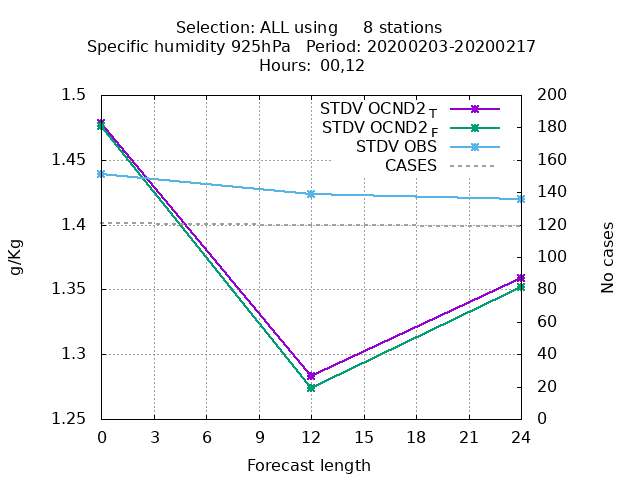 Selection: ALL using     8 stations
Specific humidity 925hPa   Period: 20200203-20200217
Hours: 00,12
STDV OCND2 T
STDV OCND2 F
STDV OBS
CASES
1.5
1.45
1.4
1.35
1.3
1.25
200
180
160
140
120
100
80
60
40
20
0
g/Kg
No cases
0 3 6 9 12 15 18 21 24
Forecast length